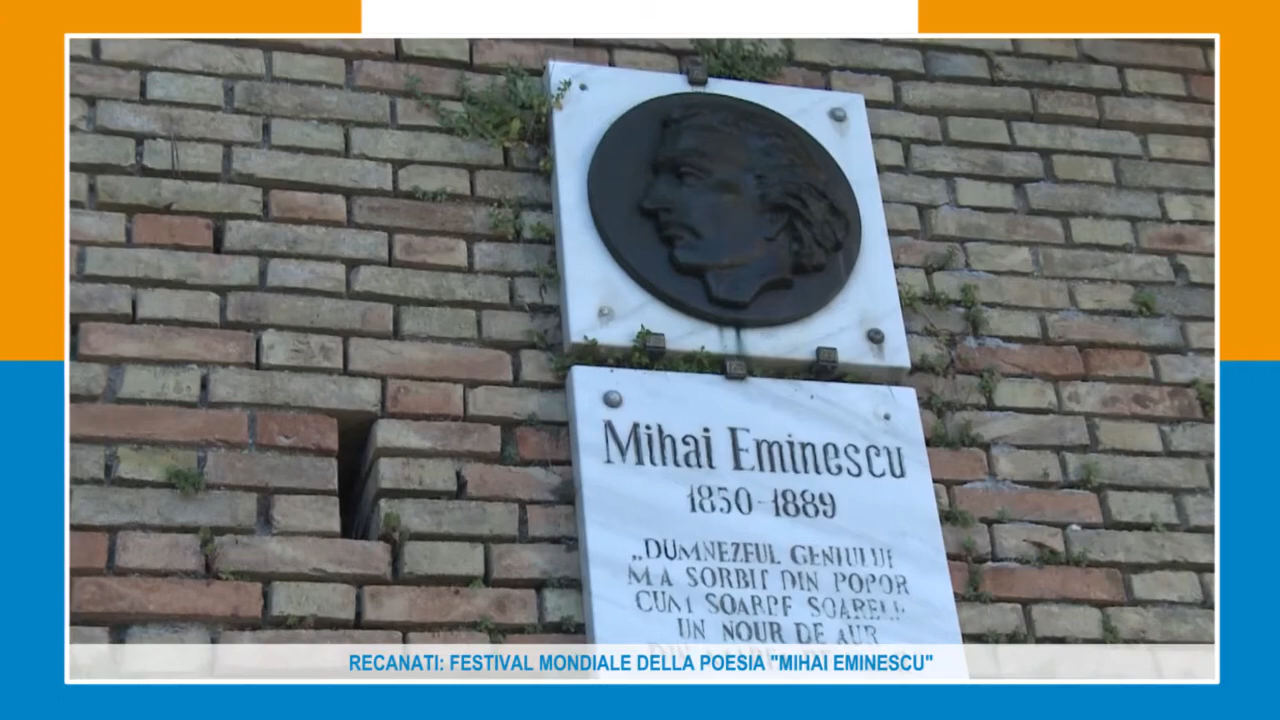 Mihai Eminescu
1850-1889
„DUMNEZEUL GENIULUI
M-A SORBIT DIN POPOR
CUM SOARBE SOARELE
UN NOUR DE AUR
RECANATI: FESTIVAL MONDIALE DELLA POESIA "MIHAI EMINESCU"